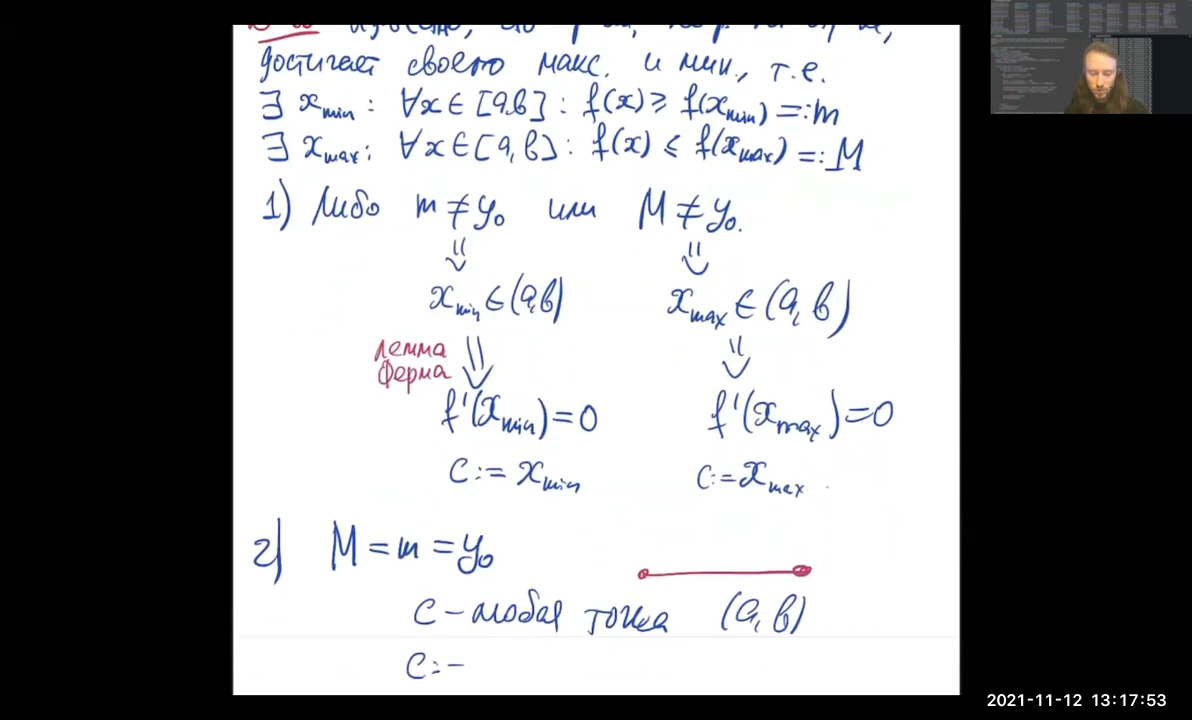 достигает своего макс. и мин., т.е.
∃ x_min : ∀x∈[a,b] : f(x) ≥ f(x_min) =: m
∃ x_max : ∀x∈[a,b] : f(x) ≤ f(x_max) =: M
1) Либо m ≠ y₀ или M ≠ y₀.
⇓ ⇓
x_min ∈ (a,b) x_max ∈ (a, b)
лемма
ферма ⇓ ⇓
f'(x_min) = 0 f'(x_max) = 0
C := x_min C := x_max
2) M = m = y₀
C – любая точка (a, b)
C :=
2021-11-12 13:17:53